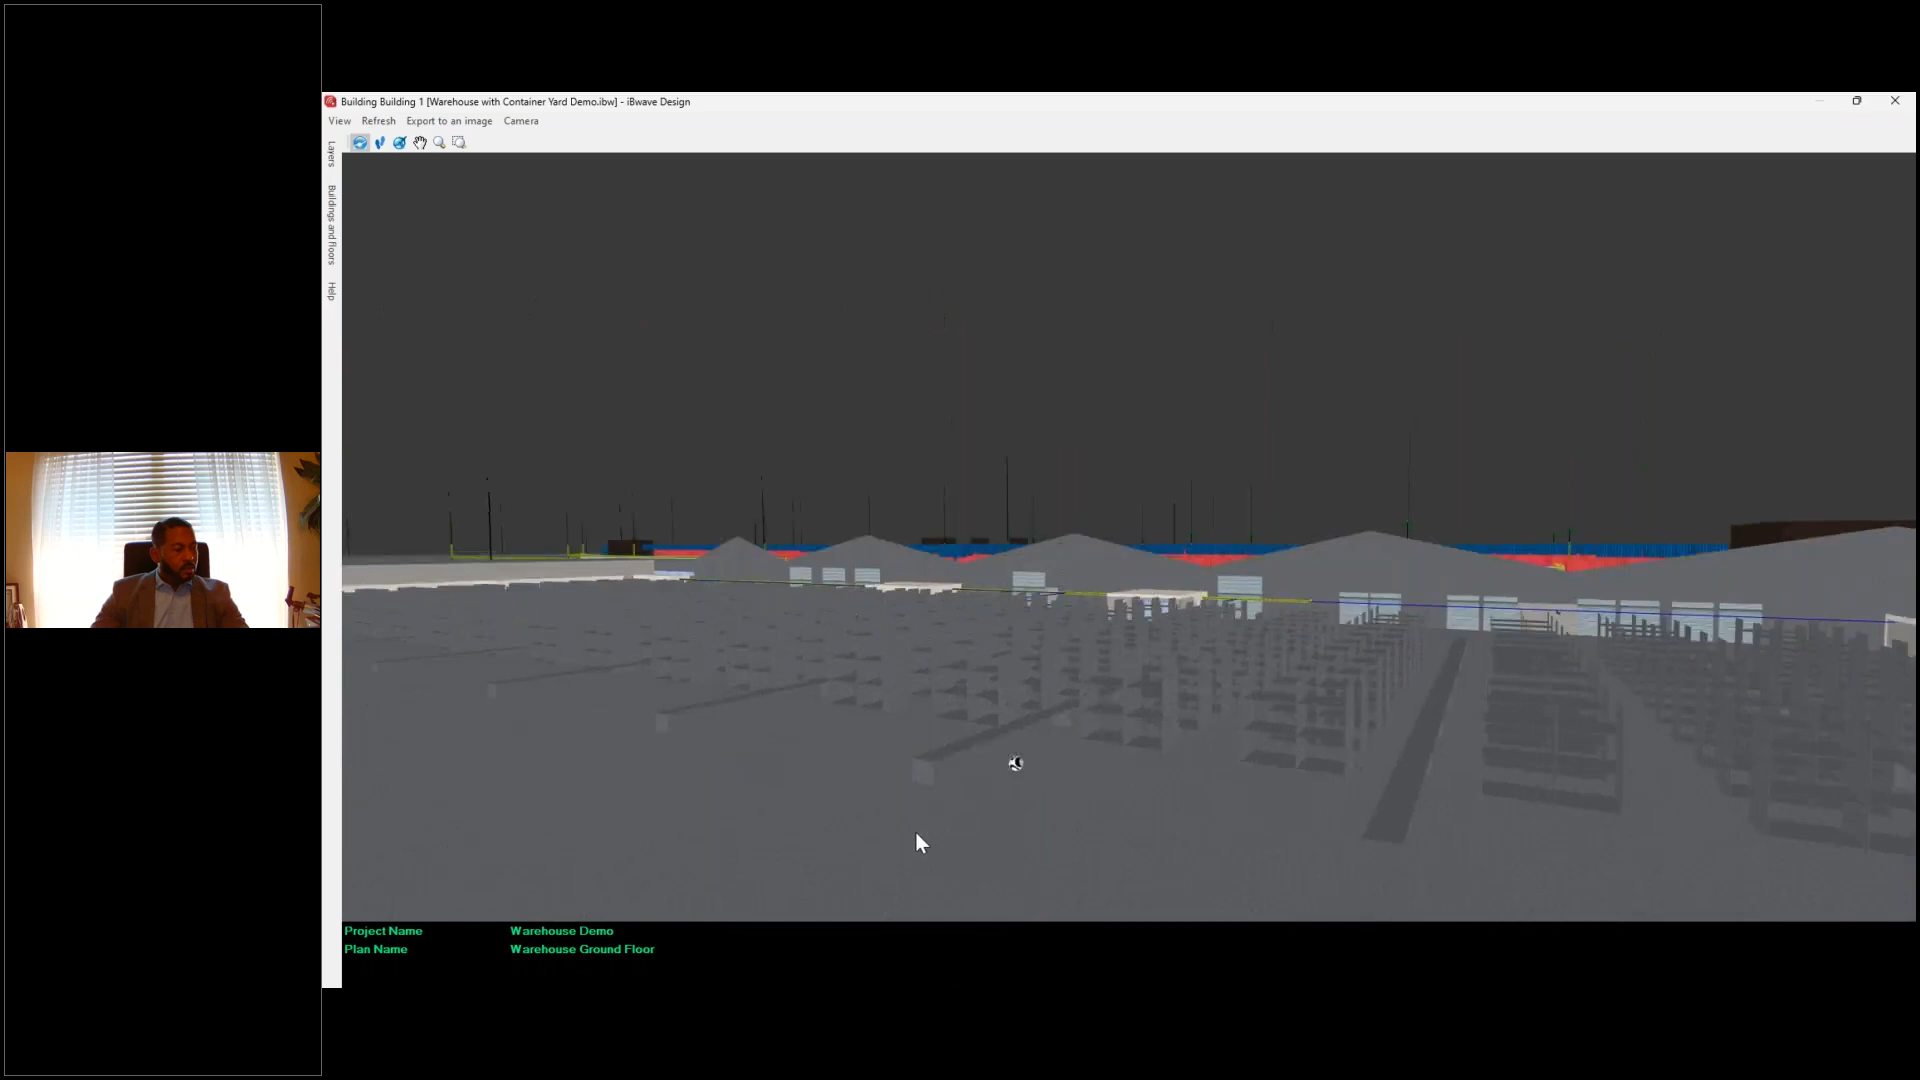 Building Building 1 [Warehouse with Container Yard Demo.ibw] - iBwave Design
View Refresh Export to an image Camera
Layers
Buildings and floors
Help
Project Name Warehouse Demo
Plan Name Warehouse Ground Floor